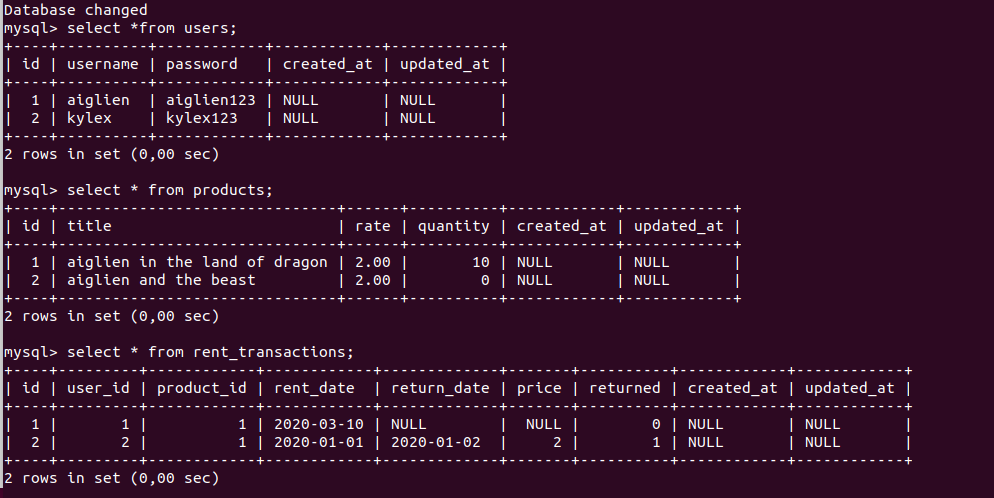 Database changed
mysql> select *from users;
+----+----------+------------+------------+------------+
| id | username | password   | created_at | updated_at |
+----+----------+------------+------------+------------+
|  1 | aiglien  | aiglien123 | NULL       | NULL       |
|  2 | kylex    | kylex123   | NULL       | NULL       |
+----+----------+------------+------------+------------+
2 rows in set (0,00 sec)

mysql> select * from products;
+----+-------------------------------+------+----------+------------+------------+
| id | title                         | rate | quantity | created_at | updated_at |
+----+-------------------------------+------+----------+------------+------------+
|  1 | aiglien in the land of dragon | 2.00 |       10 | NULL       | NULL       |
|  2 | aiglien and the beast         | 2.00 |        0 | NULL       | NULL       |
+----+-------------------------------+------+----------+------------+------------+
2 rows in set (0,00 sec)

mysql> select * from rent_transactions;
+----+---------+------------+------------+-------------+-------+----------+------------+------------+
| id | user_id | product_id | rent_date  | return_date | price | returned | created_at | updated_at |
+----+---------+------------+------------+-------------+-------+----------+------------+------------+
|  1 |       1 |          1 | 2020-03-10 | NULL        |  NULL |        0 | NULL       | NULL       |
|  2 |       2 |          1 | 2020-01-01 | 2020-01-02  |     2 |        1 | NULL       | NULL       |
+----+---------+------------+------------+-------------+-------+----------+------------+------------+
2 rows in set (0,00 sec)